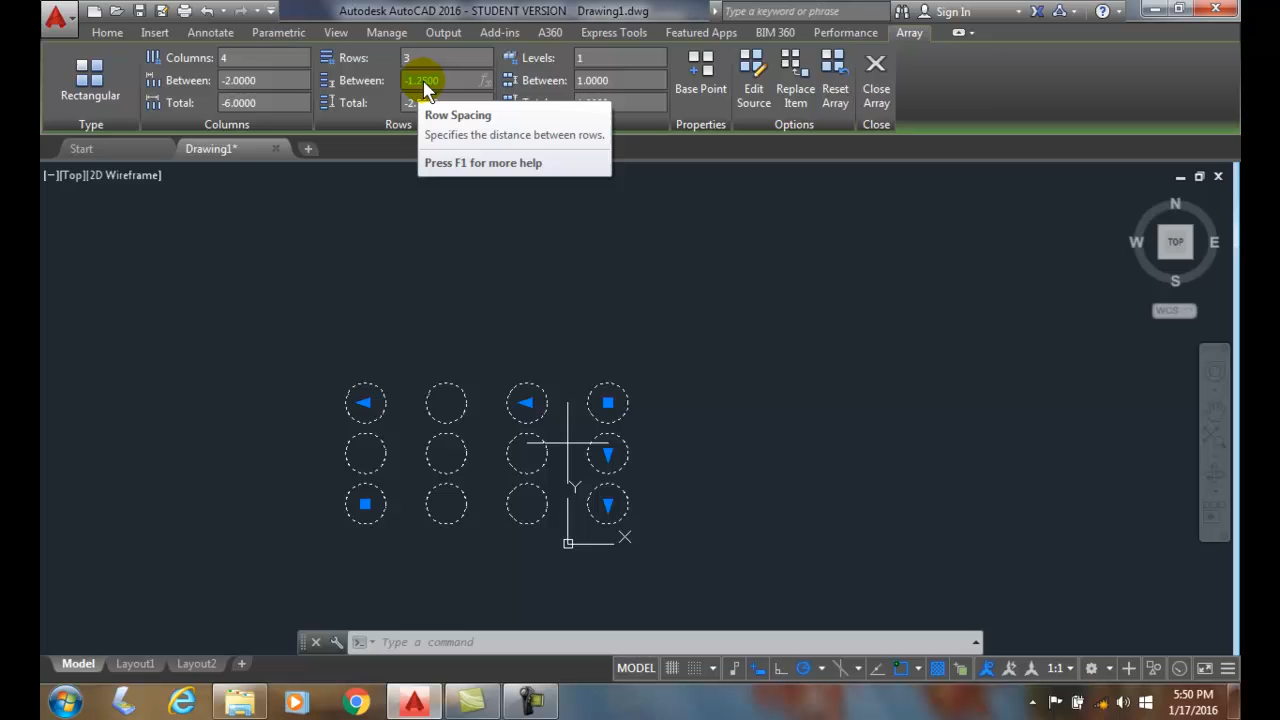 Autodesk AutoCAD 2016 - STUDENT VERSION Drawing1.dwg
Type a keyword or phrase
Sign In
Home Insert Annotate Parametric View Manage Output Add-ins A360 Express Tools Featured Apps BIM 360 Performance Array
Columns: 4 Rows: 3 Levels: 1
Between: -2.0000 Between: -1.2500 Between: 1.0000
Total: -6.0000 Total:
Rectangular
Base Point
Edit Source
Replace Item
Reset Array
Close Array
Type Columns Rows Properties Options Close
Row Spacing
Specifies the distance between rows.
Press F1 for more help
Start Drawing1*
[−][Top][2D Wireframe]
N
W TOP E
S
WCS
Y
X
Type a command
Model Layout1 Layout2
MODEL 1:1
5:50 PM
1/17/2016